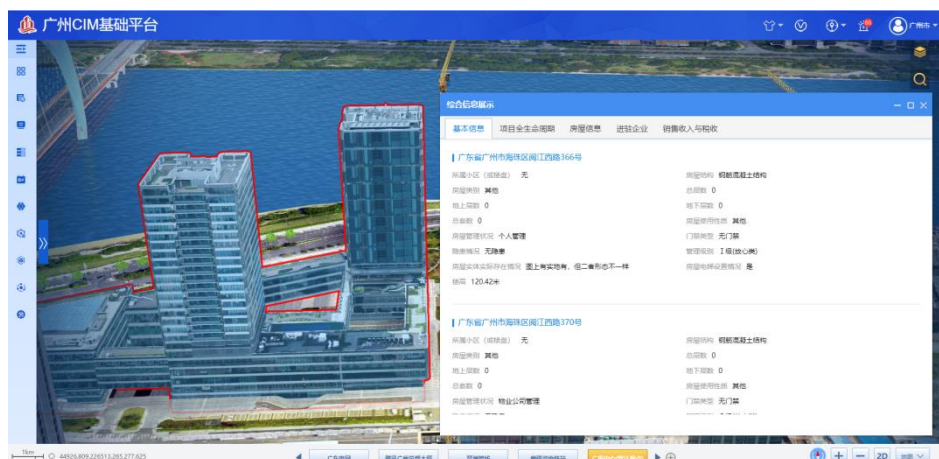 广州CIM基础平台
广州市
综合信息展示
基本信息 项目全生命周期 房屋信息 进驻企业 销售收入与税收
广东省广州市海珠区阅江西路366号
所属小区（或楼盘） 无 房屋结构 钢筋混凝土结构
房屋类别 其他 总层数 0
地上层数 0 地下层数 0
总套数 0 房屋使用性质 其他
房屋管理状况 个人管理 门禁类型 无门禁
隐患情况 无隐患 管理级别 I级(放心类)
房屋实体实际存在情况 图上有实地有，但二者形态不一样 房屋电梯设置情况 是
楼高 120.42米
广东省广州市海珠区阅江西路370号
所属小区（或楼盘） 无 房屋结构 钢筋混凝土结构
房屋类别 其他 总层数 0
地上层数 0 地下层数 0
总套数 0 房屋使用性质 其他
房屋管理状况 物业公司管理 门禁类型 无门禁
1km
2D 地图